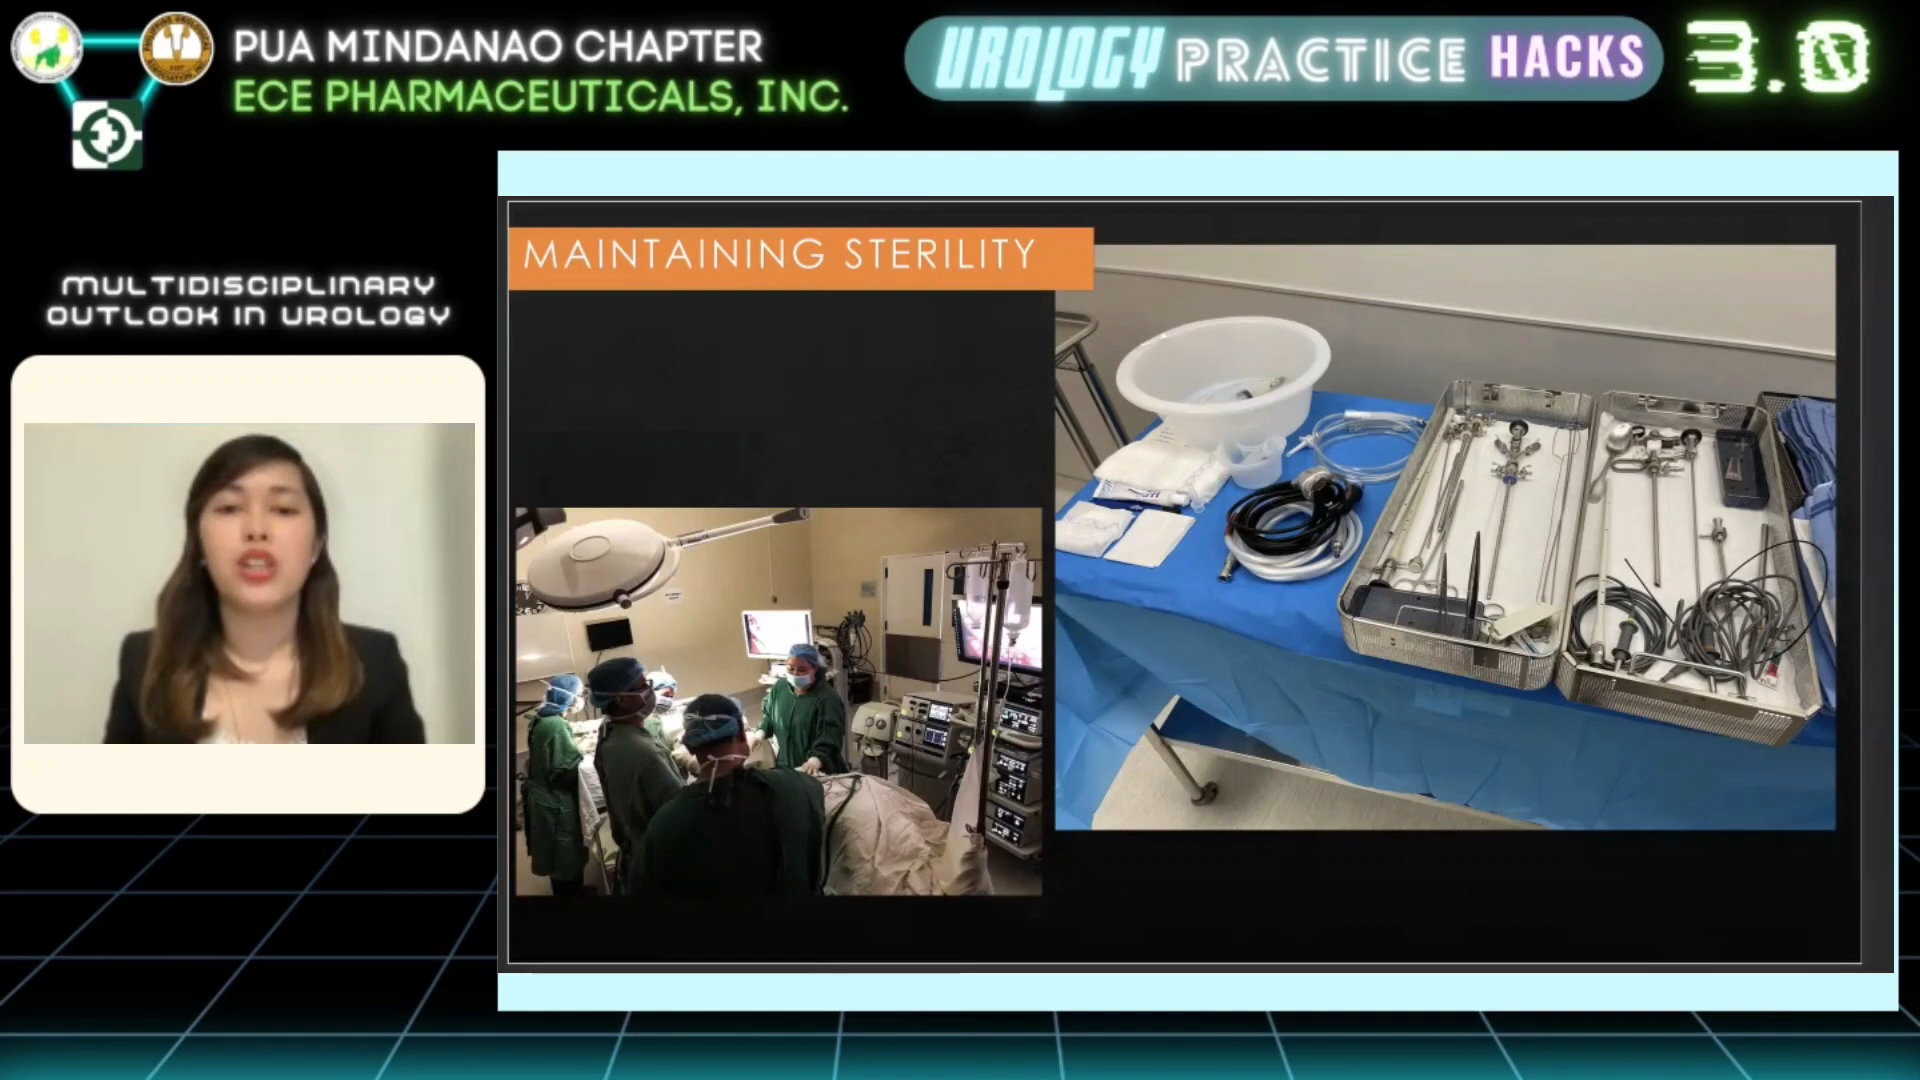 PUA MINDANAO CHAPTER
ECE PHARMACEUTICALS, INC.
UROLOGY PRACTICE HACKS 3.0
MULTIDISCIPLINARY
OUTLOOK IN UROLOGY
MAINTAINING STERILITY